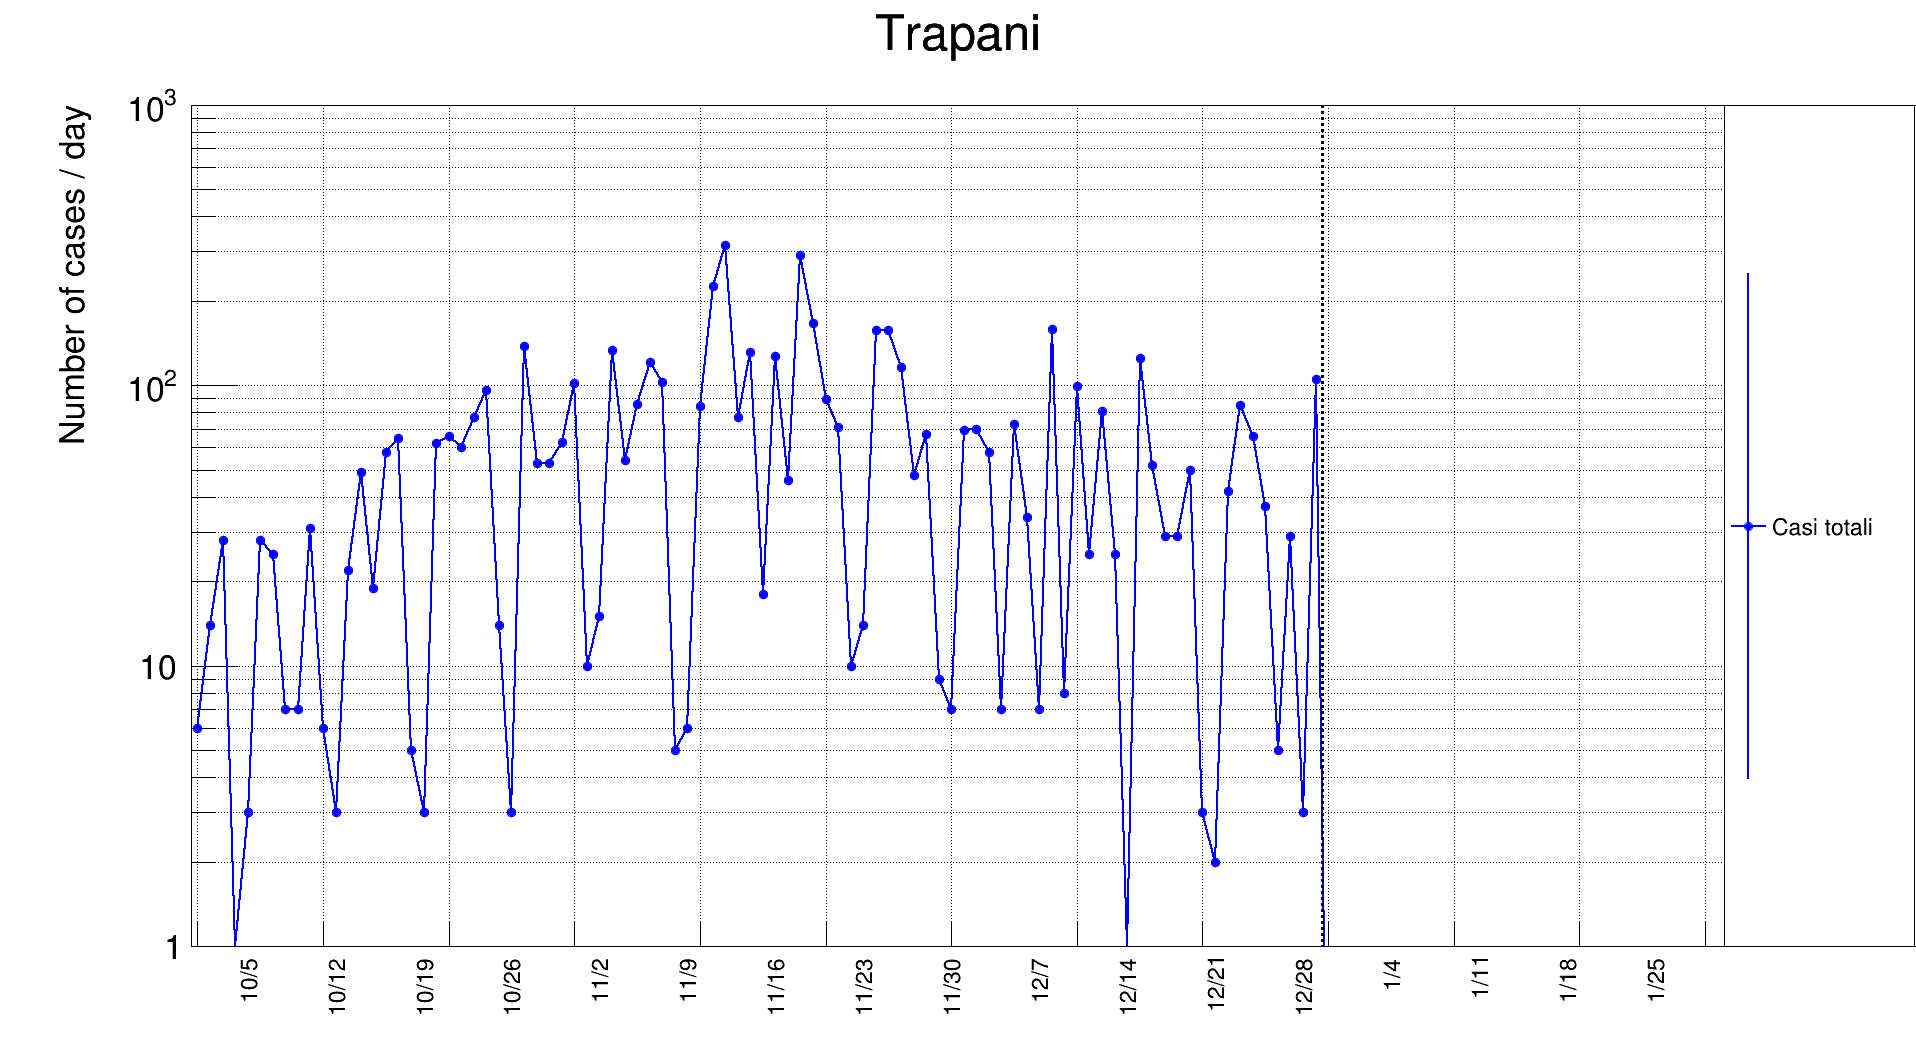 Trapani
Number of cases / day
10³
10²
10
1
Casi totali
10/5 10/12 10/19 10/26 11/2 11/9 11/16 11/23 11/30 12/7 12/14 12/21 12/28 1/4 1/11 1/18 1/25